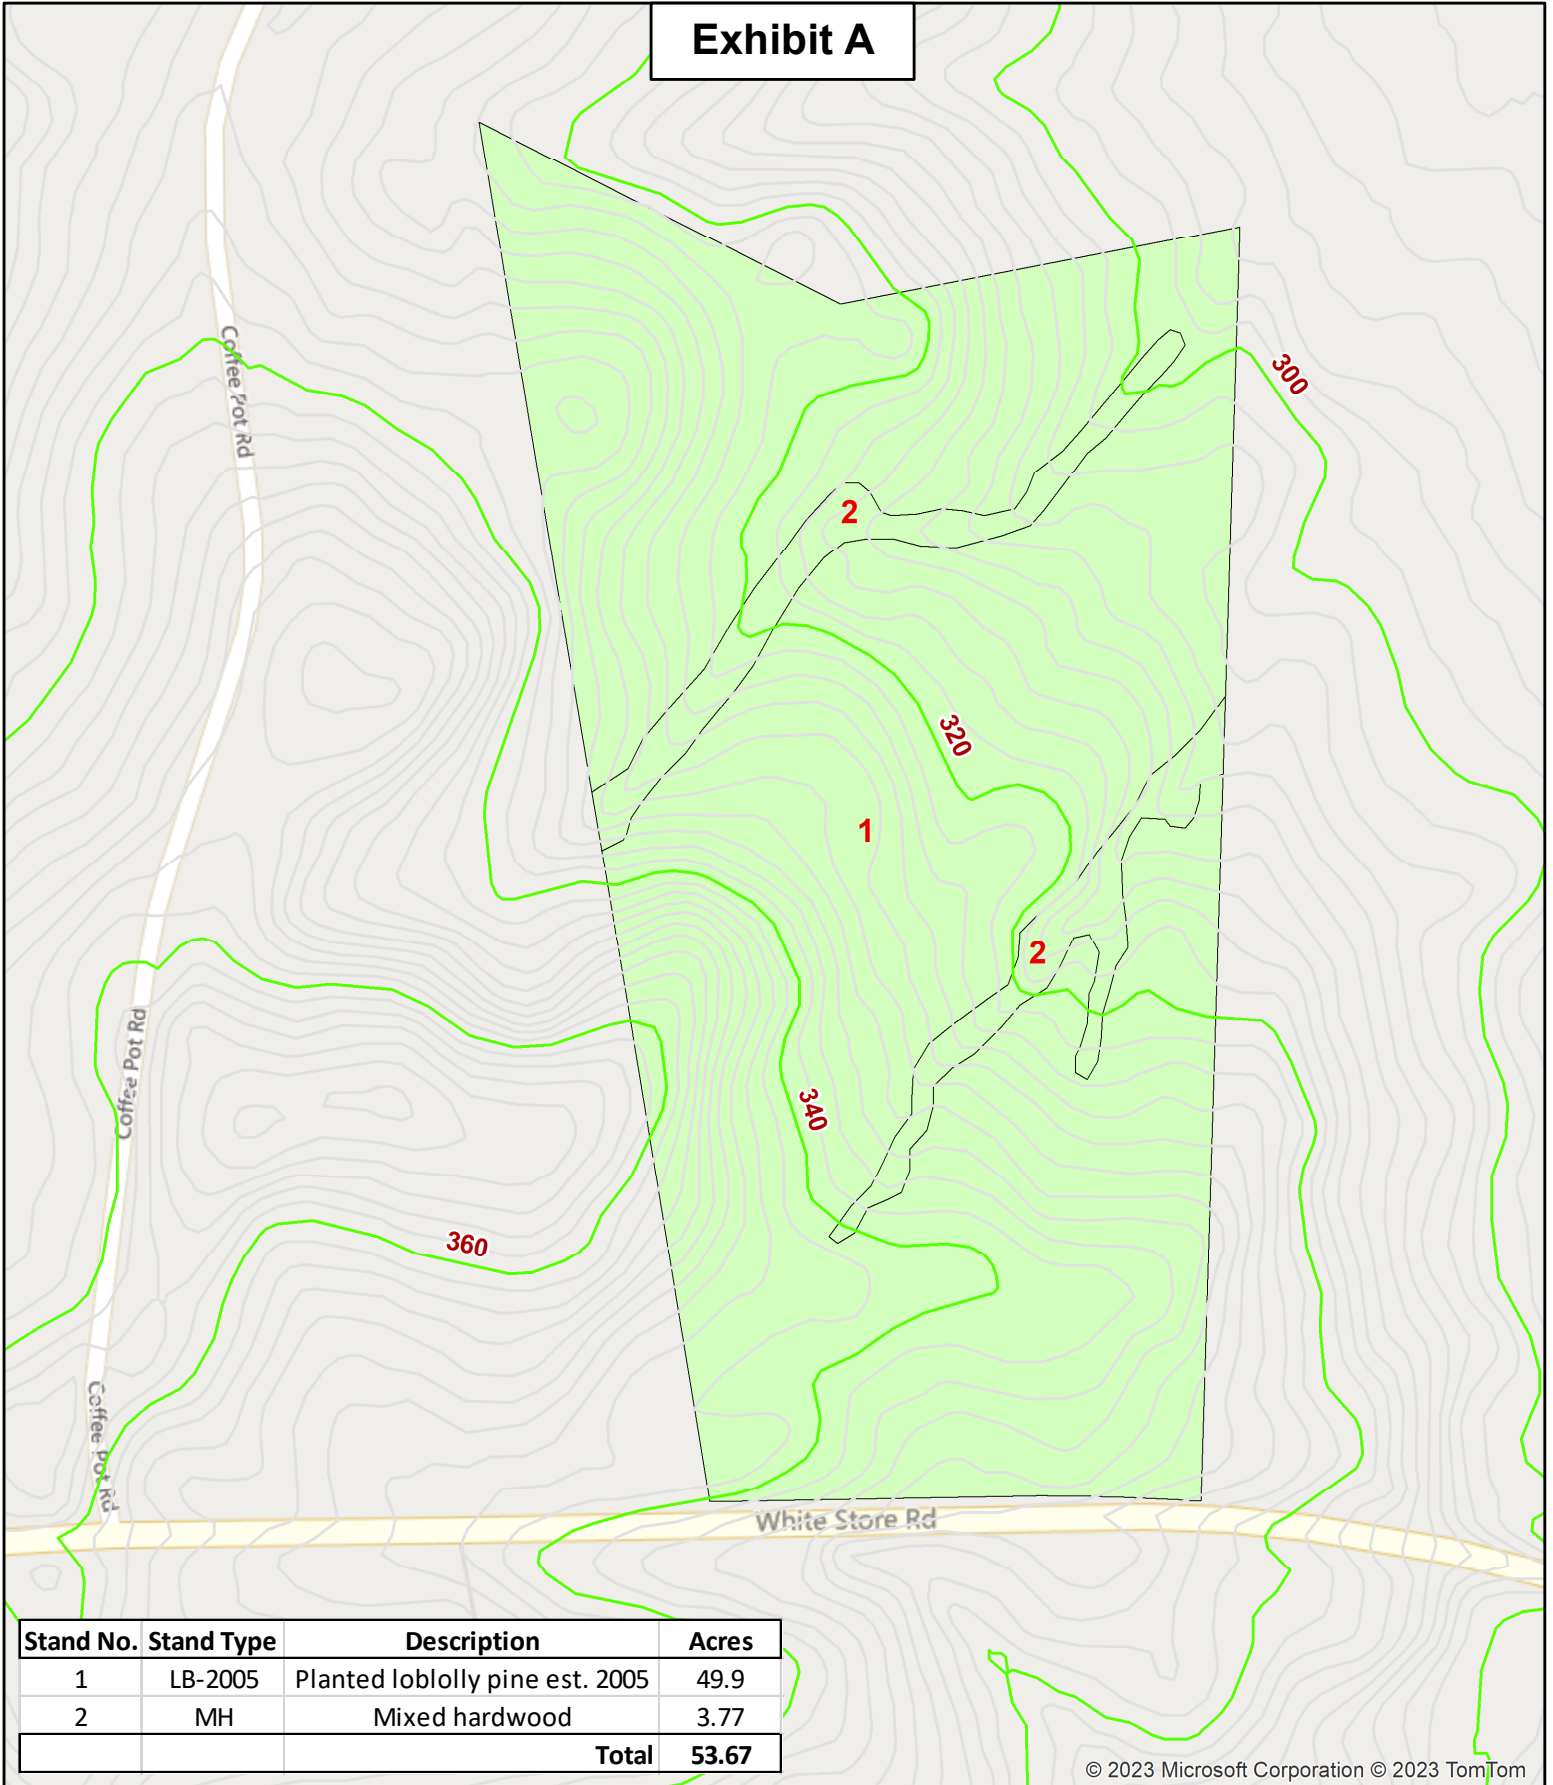 Exhibit A
Coffee Pot Rd
300
2
320
1
2
Coffee Pot Rd
340
360
Coffee Pot Rd
White Store Rd
Stand No. Stand Type Description Acres
1 LB-2005 Planted loblolly pine est. 2005 49.9
2 MH Mixed hardwood 3.77
Total 53.67
© 2023 Microsoft Corporation © 2023 TomTom